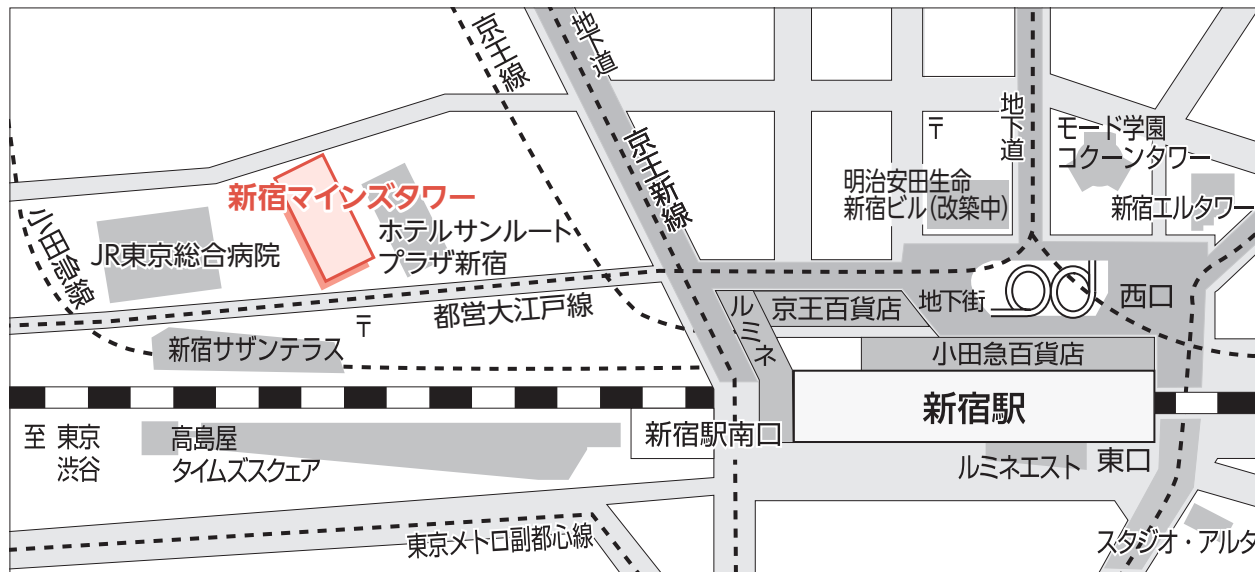 京王線
地下道
京王新線
地下道
〒
モード学園
コクーンタワー
明治安田生命
新宿ビル(改築中)
新宿エルタワー
新宿マインズタワー
ホテルサンルート
プラザ新宿
JR東京総合病院
小田急線
都営大江戸線
〒
新宿サザンテラス
ルミネ
京王百貨店
地下街
西口
小田急百貨店
新宿駅
至 東京
渋谷
高島屋
タイムズスクェア
新宿駅南口
ルミネエスト
東口
東京メトロ副都心線
スタジオ・アルタ